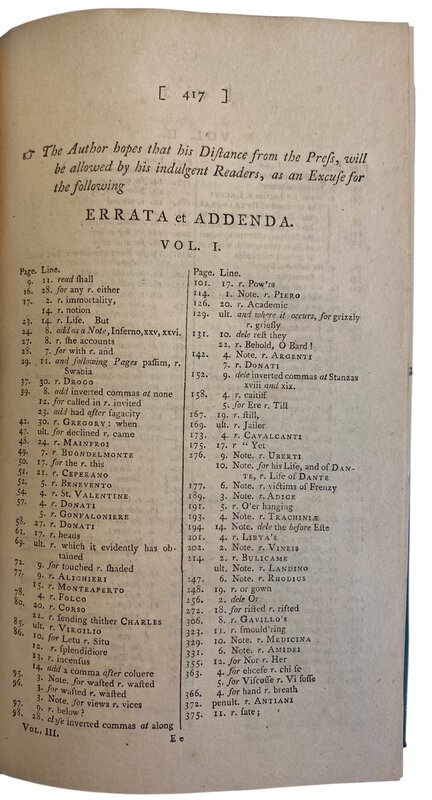 [ 417 ]
☞ The Author hopes that his Diſtance from the Preſs, will
be allowed by his indulgent Readers, as an Excuſe for
the following
ERRATA et ADDENDA.
VOL. I.
Page. Line.
9. 11. read ſhall
16. 28. for any r. either
17. 2. r. immortality,
14. r. notion
23. 14. r. Life. But
24. 8. add as a Note, Inferno, xxv, xxvi.
27. 8. r. ſhe accounts
28. 7. for with r. and
29. 11. and following Pages paſſim, r.
Swabia
37. 30. r. DROGO
39. 8. add inverted commas at none
12. for called in r. invited
23. add had after ſagacity
42. 30. r. GREGORY: when
47. ult. for declined r. came
48. 24. r. MAINFROI
49. 7. r. BUONDELMONTE
50. 17. for the r. this
51. 21. r. CEPERANO
52. 5. r. BENEVENTO
54. 4. r. St. VALENTINE
57. 4. r. DONATI
5. r. GONFALONIERE
58. 27. r. DONATI
61. 17. r. heads
69. ult. r. which it evidently has ob-
tained
72. 9. for touched r. ſhaded
77. 9. r. ALIGHIERI
15. r. MONTEAPERTO
78. 4. r. FOLCO
80. 20. r. CORSO
22. r. ſending thither CHARLES
85. ult. r. VIRGILIO
86. 10. for Letu r. Situ
12. r. ſplendidiore
13. r. incenſus
14. add a comma after coluere
95. 3. Note. for waſted r. waſted
96. 3. for waſted r. waſted
97. 3. Note. for views r. vices
98. 9. r. below?
28. cloſe inverted commas at along
VOL, III.
E e
Page. Line.
101. 17. r. Pow'rs
114. 1. Note. r. PIERO
126. 20. r. Academic
129. ult. and where it occurs, for grizzly
r. grieſly
131. 10. dele reſt they
22. r. Behold, O Bard!
142. 4. Note. r. ARGENTI
7. r. DONATI
152. 9. dele inverted commas at Stanzas
xviii and xix.
158. 4. r. caitiff
5. for Ere r. Till
167. 19. r. ſtill,
169. ult. r. Jailor
173. 4. r. CAVALCANTI
175. 17. r " Yet
276. 9. Note. r. UBERTI
10. Note, for his Life, and of DAN-
TE, r. Life of DANTE
177. 6. Note. r. victims of Frenzy
189. 3. Note. r. ADIGE
191. 5. r. O'er hanging
193. 4. Note. r. TRACHINIÆ
194. 14. Note. dele the before Eſte
201. 4. r. LIBYA's
202. 2. Note. r. VINEIS
214. 2. r. BULICAME
ult. Note. r. LANDINO
247. 6. Note. r. RHODIUS
248. 19. r. or gown
256. 2. dele Or
272. 18. for riſted r. rifted
306. 8. r. GAVILLO's
323. 11. r. ſmould'ring
329. 10. Note. r. MEDICINA
331. 6. Note. r. AMIDEI
355. 12. for Nor r. Her
363. 4. for ehceſe r. chi ſe
5. for Viſcoſſe r. Vi foſſe
366. 4. for hand r. breath
372. penult. r. ANTIANI
375. 11. r. fate;